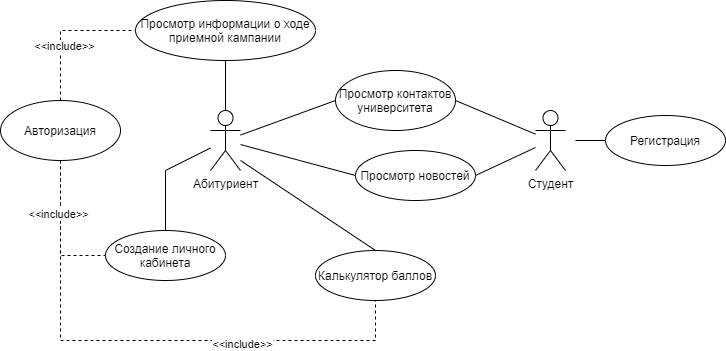 Просмотр информации о ходе
приемной кампании
<<include>>
Просмотр контактов
университета
Авторизация
Регистрация
Абитуриент
Просмотр новостей
Студент
<<include>>
Создание личного
кабинета
Калькулятор баллов
<<include>>